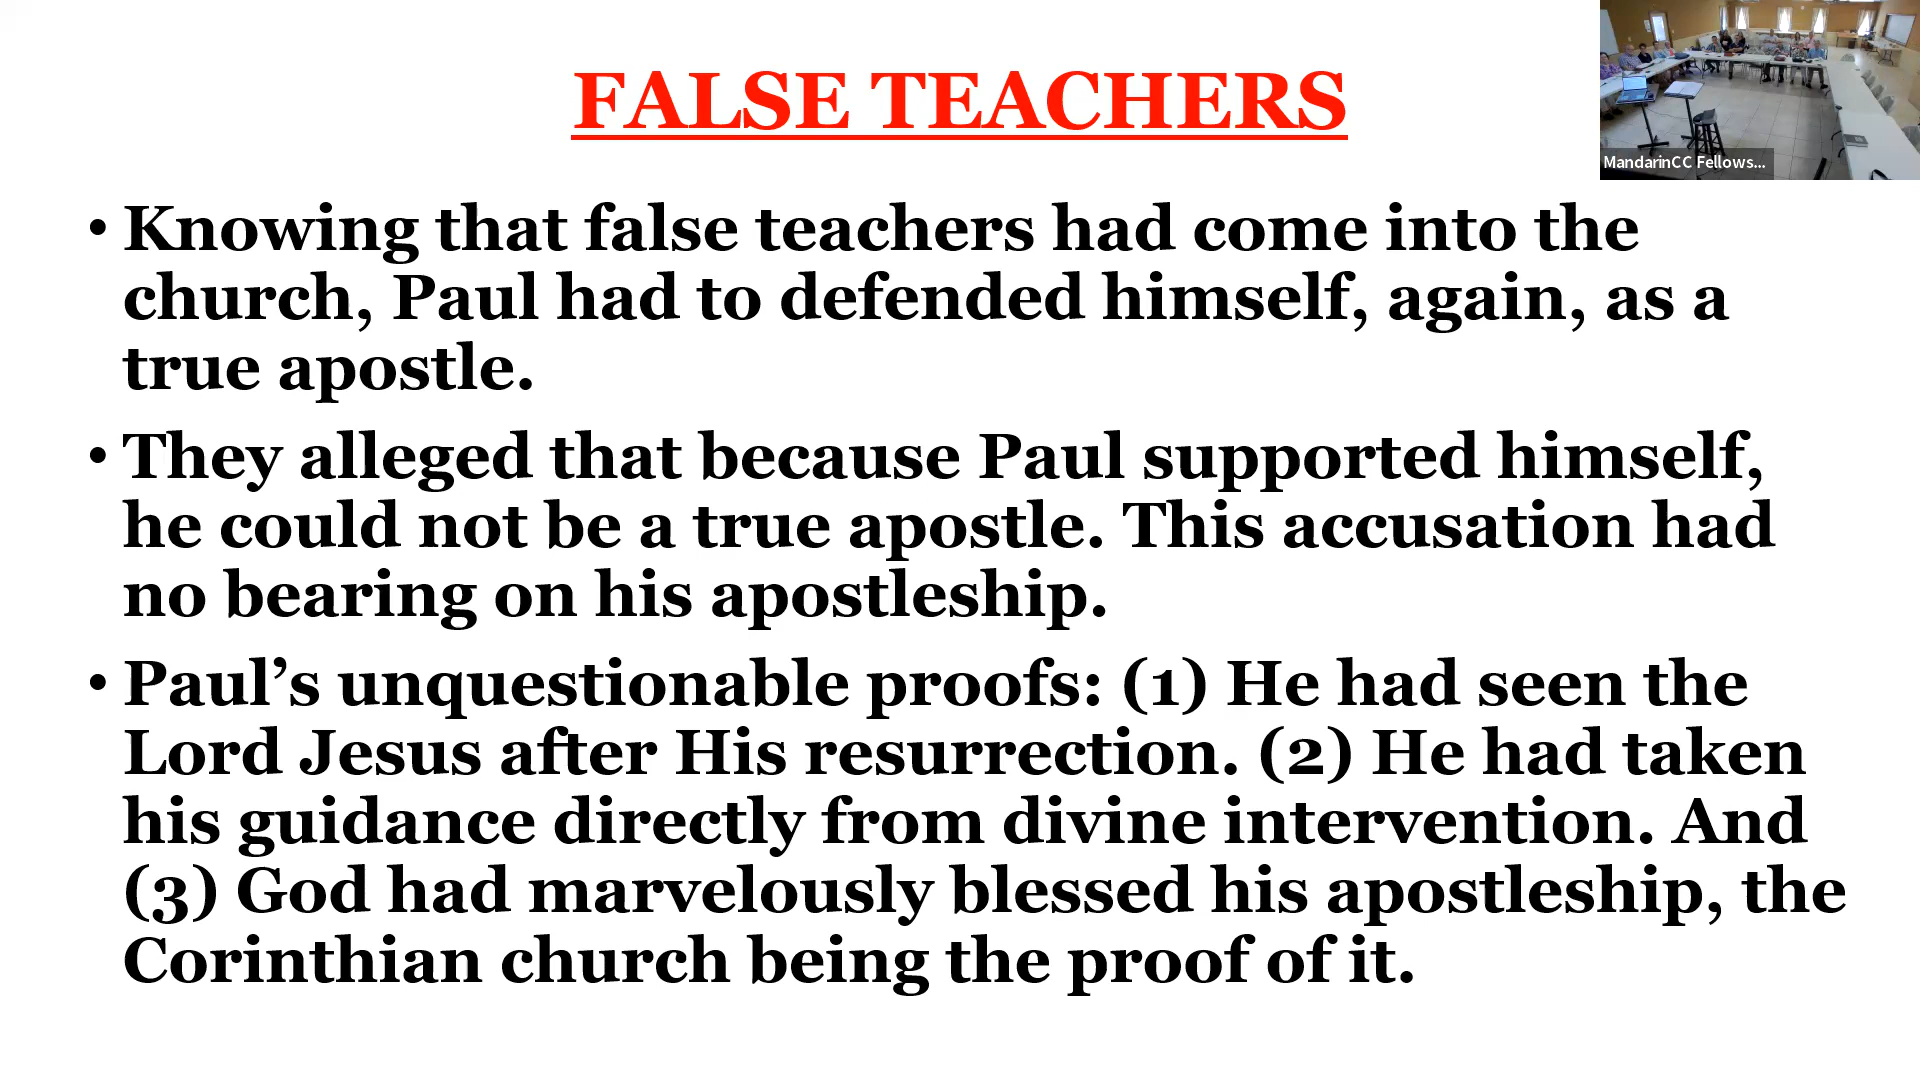 FALSE TEACHERS
MandarinCC Fellows...
• Knowing that false teachers had come into the
church, Paul had to defended himself, again, as a
true apostle.
• They alleged that because Paul supported himself,
he could not be a true apostle. This accusation had
no bearing on his apostleship.
• Paul’s unquestionable proofs: (1) He had seen the
Lord Jesus after His resurrection. (2) He had taken
his guidance directly from divine intervention. And
(3) God had marvelously blessed his apostleship, the
Corinthian church being the proof of it.